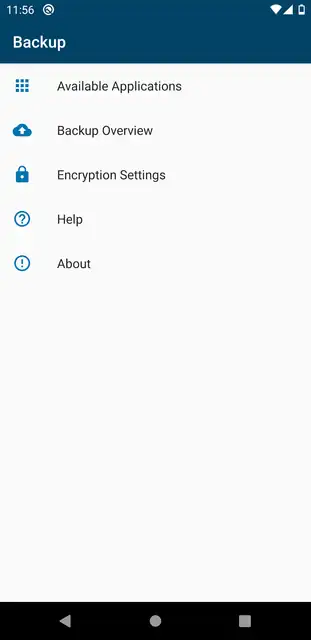 11:56
Backup
Available Applications
Backup Overview
Encryption Settings
Help
About